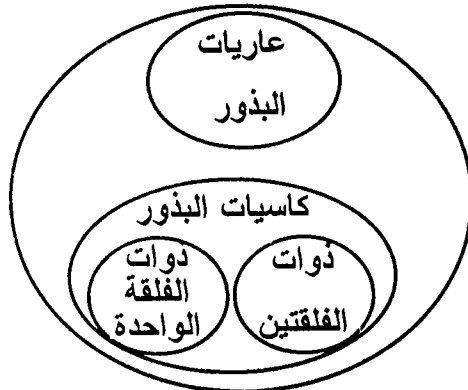 عاريات
البذور
كاسيات البذور
ذوات
الفلقتين
ذوات
الفلقة
الواحدة